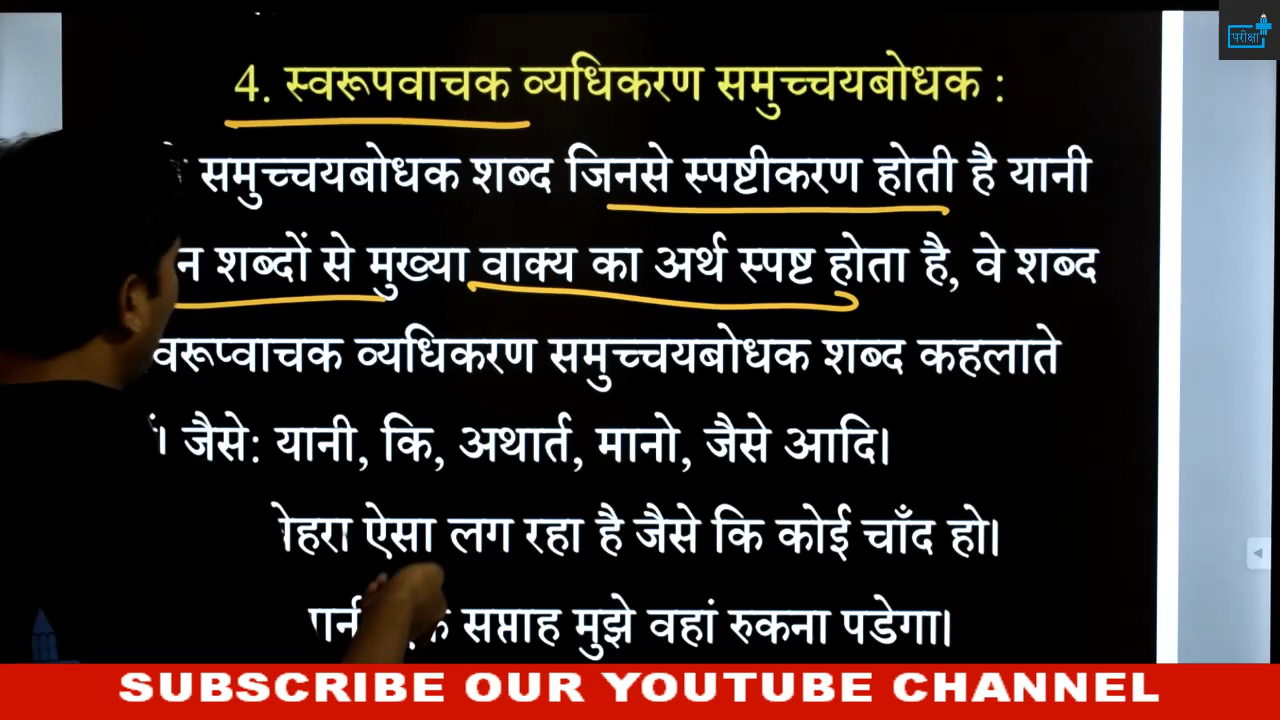 परीक्षा
4. स्वरूपवाचक व्यधिकरण समुच्चयबोधक :
समुच्चयबोधक शब्द जिनसे स्पष्टीकरण होती है यानी
शब्दों से मुख्या वाक्य का अर्थ स्पष्ट होता है, वे शब्द
व्यधिकरण समुच्चयबोधक शब्द कहलाते
जैसे: यानी, कि, अथार्त, मानो, जैसे आदि।
ऐसा लग रहा है जैसे कि कोई चाँद हो।
सप्ताह मुझे वहां रुकना पडेगा।
SUBSCRIBE OUR YOUTUBE CHANNEL